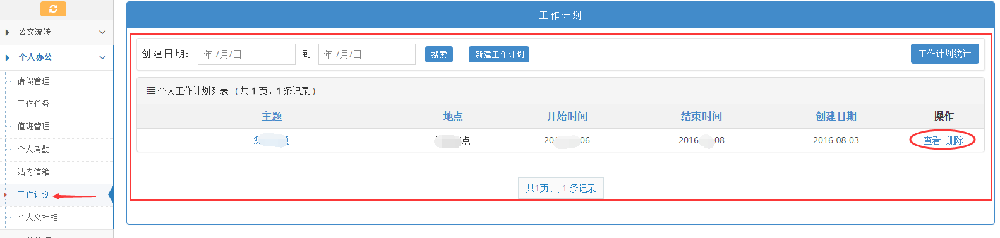 工作计划
公文流转
个人办公
请假管理
工作任务
值班管理
个人考勤
站内信箱
工作计划
个人文档柜
创建日期： 年 /月/日 到 年 /月/日 搜索 新建工作计划 工作计划统计
个人工作计划列表 （ 共 1 页，1 条记录 ）
主题 地点 开始时间 结束时间 创建日期 操作
点 06 2016 08 2016-08-03 查看 删除
共1页 共 1 条记录